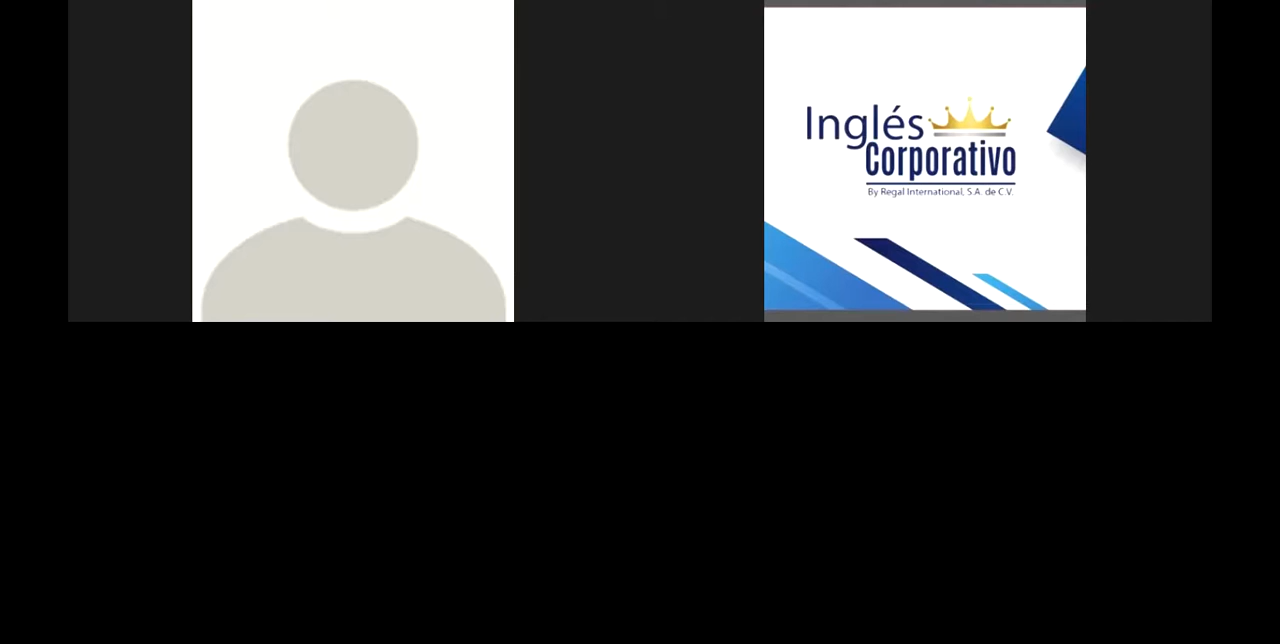 Inglés
Corporativo
By Regal International, S.A. de C.V.